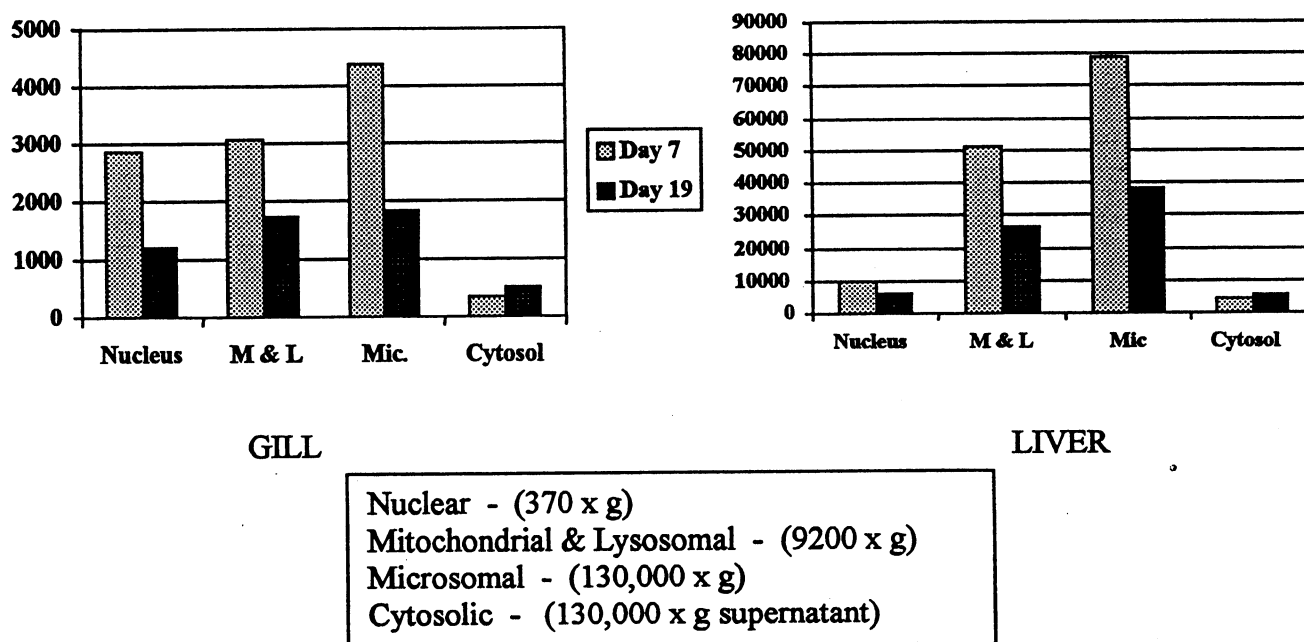 5000
4000
3000
2000
1000
0
Nucleus M & L Mic. Cytosol
Day 7
Day 19
90000
80000
70000
60000
50000
40000
30000
20000
10000
0
Nucleus M & L Mic Cytosol
GILL
LIVER
Nuclear - (370 x g)
Mitochondrial & Lysosomal - (9200 x g)
Microsomal - (130,000 x g)
Cytosolic - (130,000 x g supernatant)